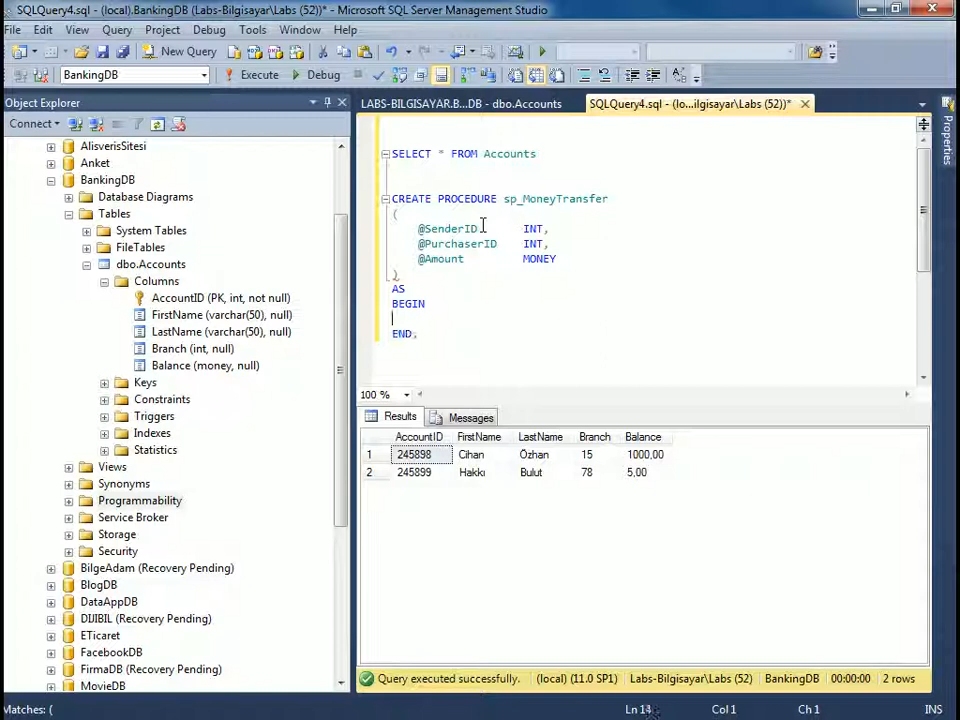 SQLQuery4.sql - (local).BankingDB (Labs-Bilgisayar\Labs (52))* - Microsoft SQL Server Management Studio
File Edit View Query Project Debug Tools Window Help
New Query
BankingDB Execute Debug
Object Explorer
LABS-BILGISAYAR.B...DB - dbo.Accounts SQLQuery4.sql - (lo...ilgisayar\Labs (52))*
Connect
Properties
AlisverisSitesi
Anket
BankingDB
Database Diagrams
Tables
System Tables
FileTables
dbo.Accounts
Columns
AccountID (PK, int, not null)
FirstName (varchar(50), null)
LastName (varchar(50), null)
Branch (int, null)
Balance (money, null)
Keys
Constraints
Triggers
Indexes
Statistics
Views
Synonyms
Programmability
Service Broker
Storage
Security
BilgeAdam (Recovery Pending)
BlogDB
DataAppDB
DIJIBIL (Recovery Pending)
ETicaret
FacebookDB
FirmaDB (Recovery Pending)
MovieDB
SELECT * FROM Accounts
CREATE PROCEDURE sp_MoneyTransfer
(
@SenderID INT,
@PurchaserID INT,
@Amount MONEY
)
AS
BEGIN
END;
100 %
Results Messages
AccountID FirstName LastName Branch Balance
1 245898 Cihan Özhan 15 1000,00
2 245899 Hakkı Bulut 78 5,00
Query executed successfully. (local) (11.0 SP1) Labs-Bilgisayar\Labs (52) BankingDB 00:00:00 2 rows
Matches: ( Ln 14 Col 1 Ch 1 INS